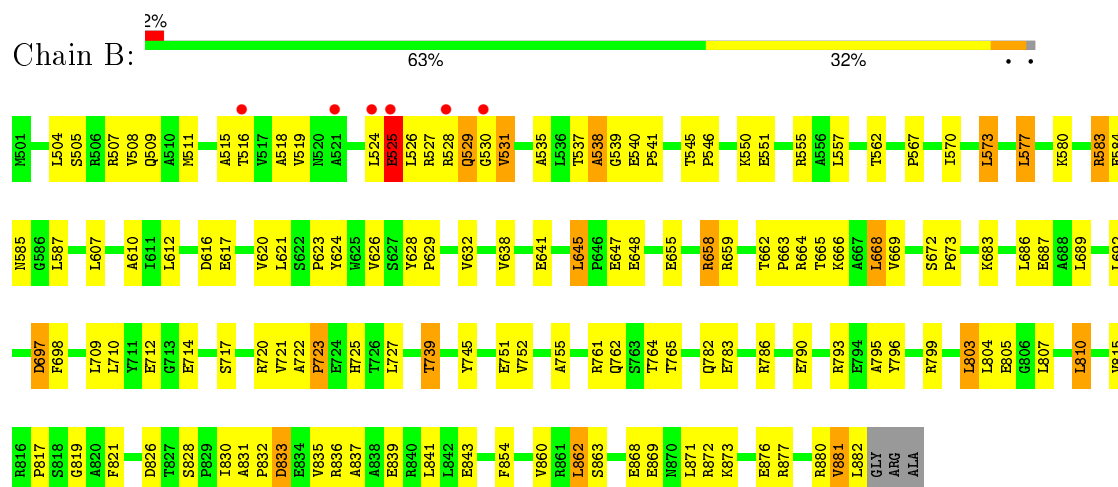 2%
Chain B:
63% 32% • •
M501 L504 S505 R506 R507 V508 Q509 A510 M511 A515 T516 V517 A518 V519 N520 A521 L524 E525 L526 R527 R528 Q529 G530 V531 A535 L536 T537 A538 G539 E540 P541 T545 P546 K550 E551 R555 A556 L557 T562 P567 I570 L573 L577 K580 R583
N585 G586 L587 L607 A610 I611 L612 D616 E617 V620 L621 S622 P623 Y624 W625 V626 S627 Y628 P629 V632 V638 E641 L645 P646 E647 E648 E655 R658 R659 T662 P663 R664 T665 K666 A667 L668 V669 S672 P673 K683 L686 E687 A688 L689
D697 F698 L709 L710 Y711 E712 G713 E714 S717 R720 V721 A722 P723 E724 H725 T726 L727 T739 Y745 E751 V752 A755 R761 Q762 S763 T764 T765 Q782 E783 R786 E790 R793 E794 A795 Y796 R799 L803 L804 E805 G806 L807 L810 V815
R816 P817 S818 G819 A820 F821 D826 T827 S828 P829 I830 A831 P832 D833 E834 V835 R836 A837 A838 E839 R840 L841 L842 E843 F854 V860 R861 L862 S863 E868 E869 N870 L871 R872 K873 E876 R877 R880 V881 L882 GLY ARG ALA